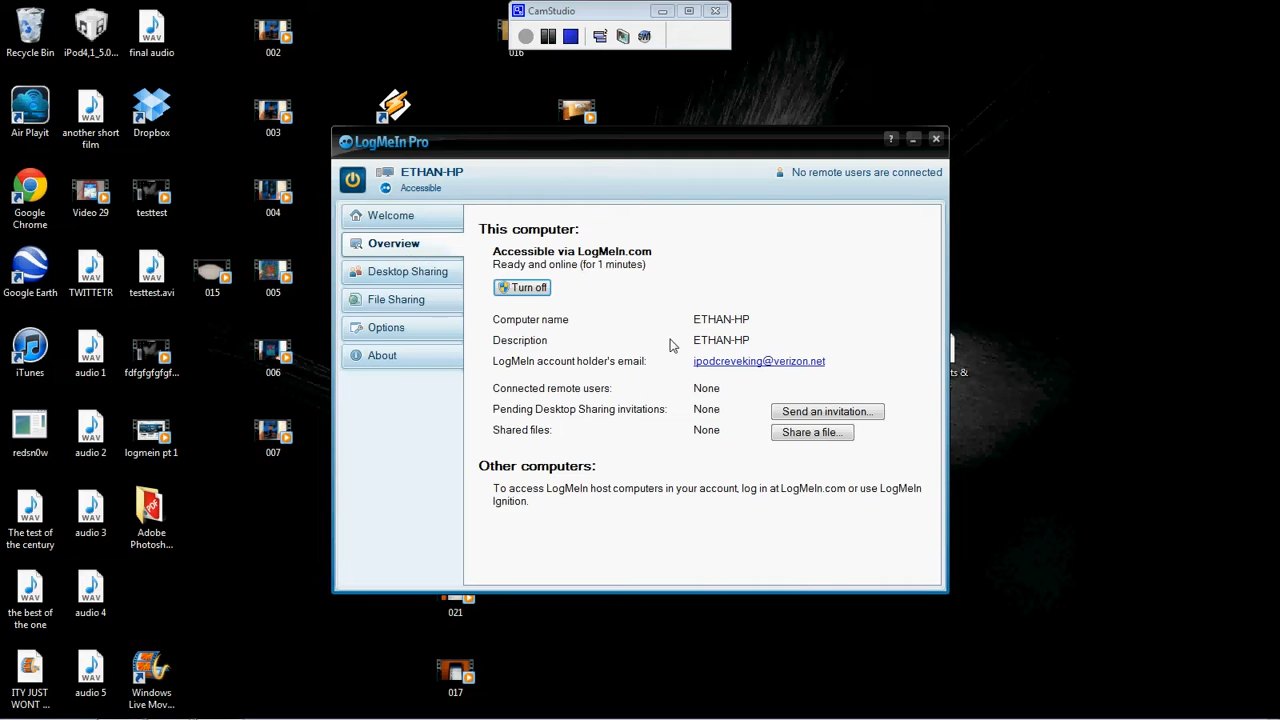 CamStudio
Recycle Bin
iPod4,1_5.0...
final audio
002
016
Air Playit
another short
film
Dropbox
003
LogMeIn Pro
ETHAN-HP
Accessible
No remote users are connected
Google
Chrome
Video 29
testtest
004
Welcome
Overview
Desktop Sharing
File Sharing
Options
About
This computer:
Accessible via LogMeIn.com
Ready and online (for 1 minutes)
Turn off
Computer name ETHAN-HP
Description ETHAN-HP
LogMeIn account holder's email: ipodcreveking@verizon.net
Connected remote users: None
Pending Desktop Sharing invitations: None Send an invitation...
Shared files: None Share a file...
Other computers:
To access LogMeIn host computers in your account, log in at LogMeIn.com or use LogMeIn
Ignition.
Google Earth
TWITTETR
testtest.avi
015
005
iTunes
audio 1
fdfgfgfgfgf...
006
ts &
redsn0w
audio 2
logmein pt 1
007
The test of
the century
audio 3
Adobe
Photosh...
the best of
the one
audio 4
021
ITY JUST
WONT ...
audio 5
Windows
Live Mov...
017